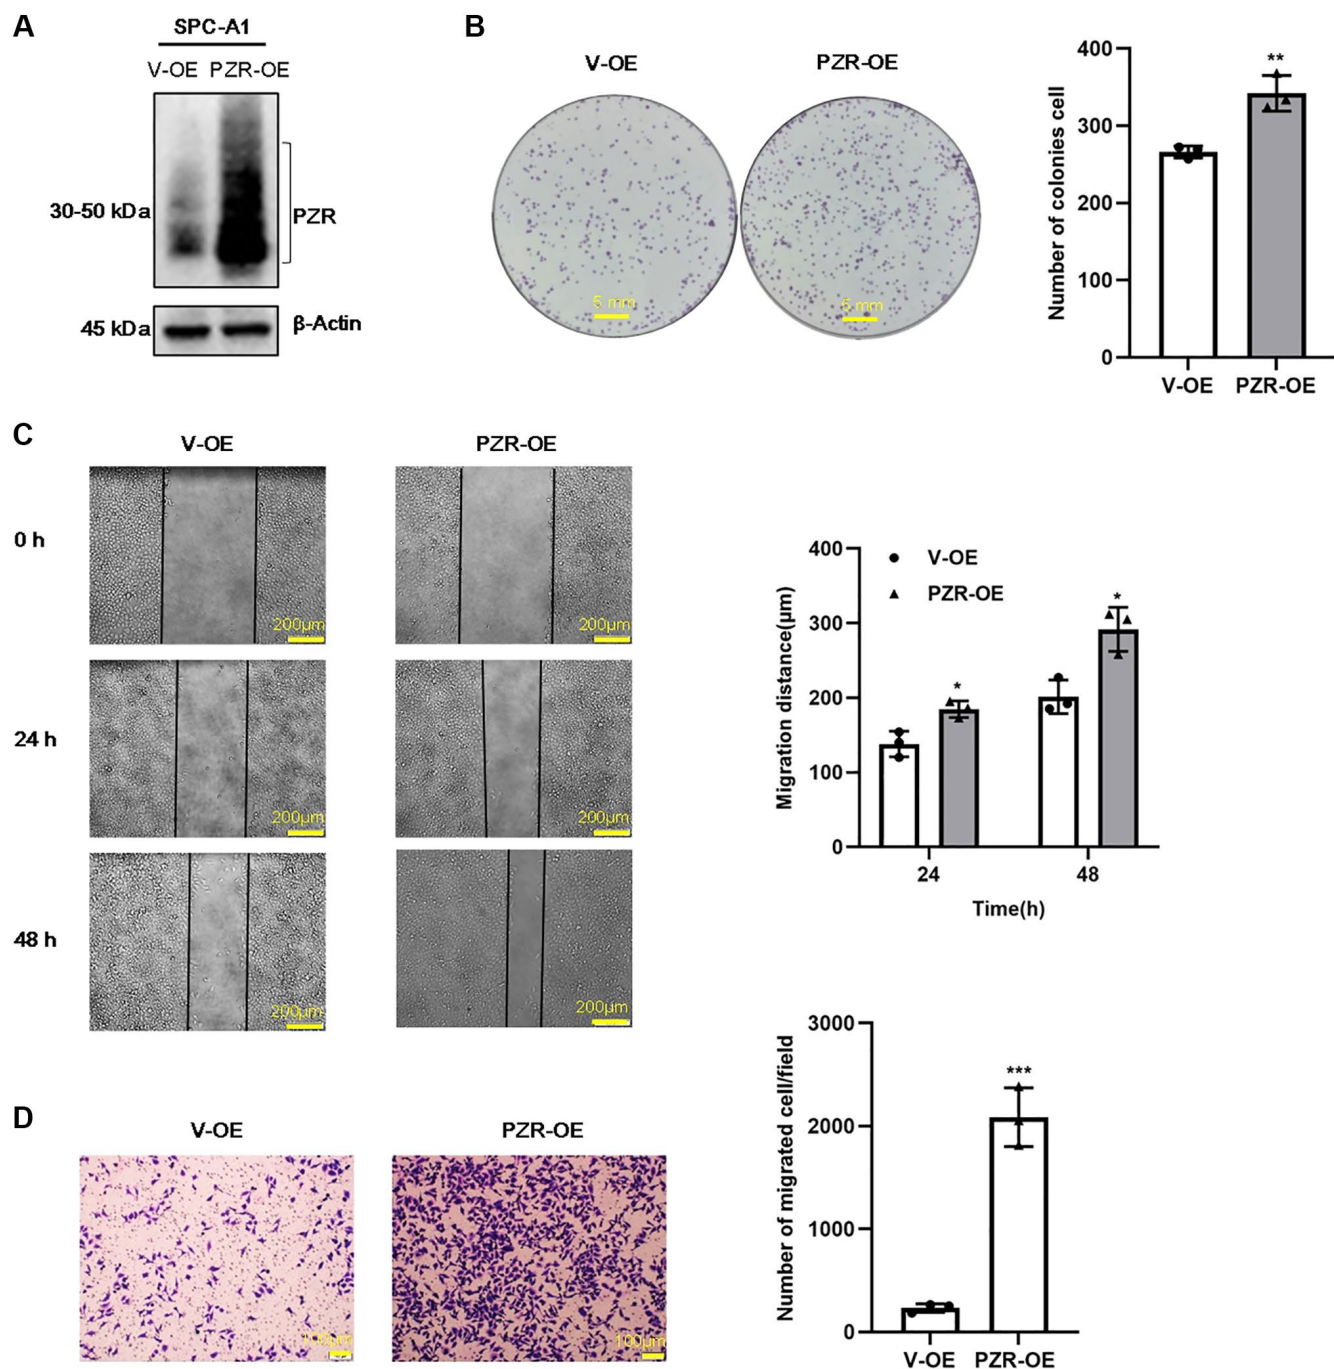 A
SPC-A1
V-OE PZR-OE
30-50 kDa
PZR
45 kDa
β-Actin
B
V-OE
PZR-OE
5 mm
5 mm
Number of colonies cell
400
300
200
100
0
**
V-OE
PZR-OE
C
V-OE
PZR-OE
0 h
200μm
200μm
24 h
200μm
200μm
48 h
200μm
200μm
Migration distance(μm)
400
300
200
100
0
V-OE
PZR-OE
*
*
24
48
Time(h)
D
V-OE
PZR-OE
100μm
100μm
Number of migrated cell/field
3000
2000
1000
0
***
V-OE
PZR-OE